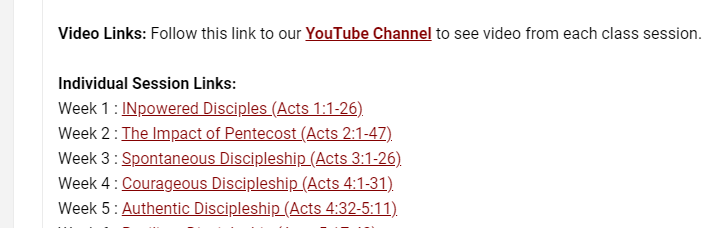 Video Links: Follow this link to our YouTube Channel to see video from each class session.
Individual Session Links:
Week 1 : INpowered Disciples (Acts 1:1-26)
Week 2 : The Impact of Pentecost (Acts 2:1-47)
Week 3 : Spontaneous Discipleship (Acts 3:1-26)
Week 4 : Courageous Discipleship (Acts 4:1-31)
Week 5 : Authentic Discipleship (Acts 4:32-5:11)